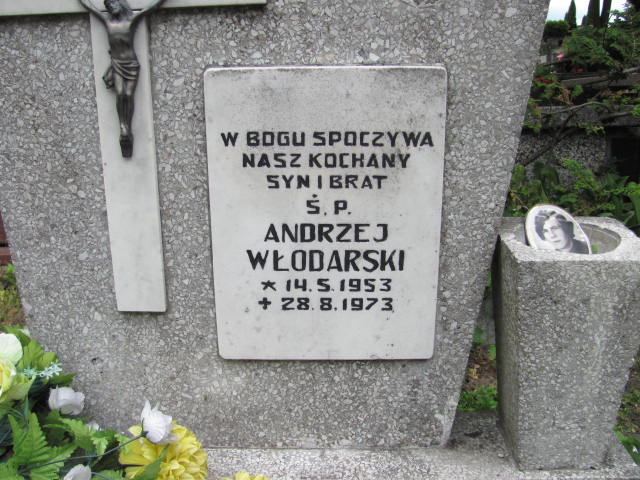 W BOGU SPOCZYWA
NASZ KOCHANY
SYN I BRAT
Ś. P.
ANDRZEJ
WŁODARSKI
* 14. 5. 1953
+ 28. 8. 1973